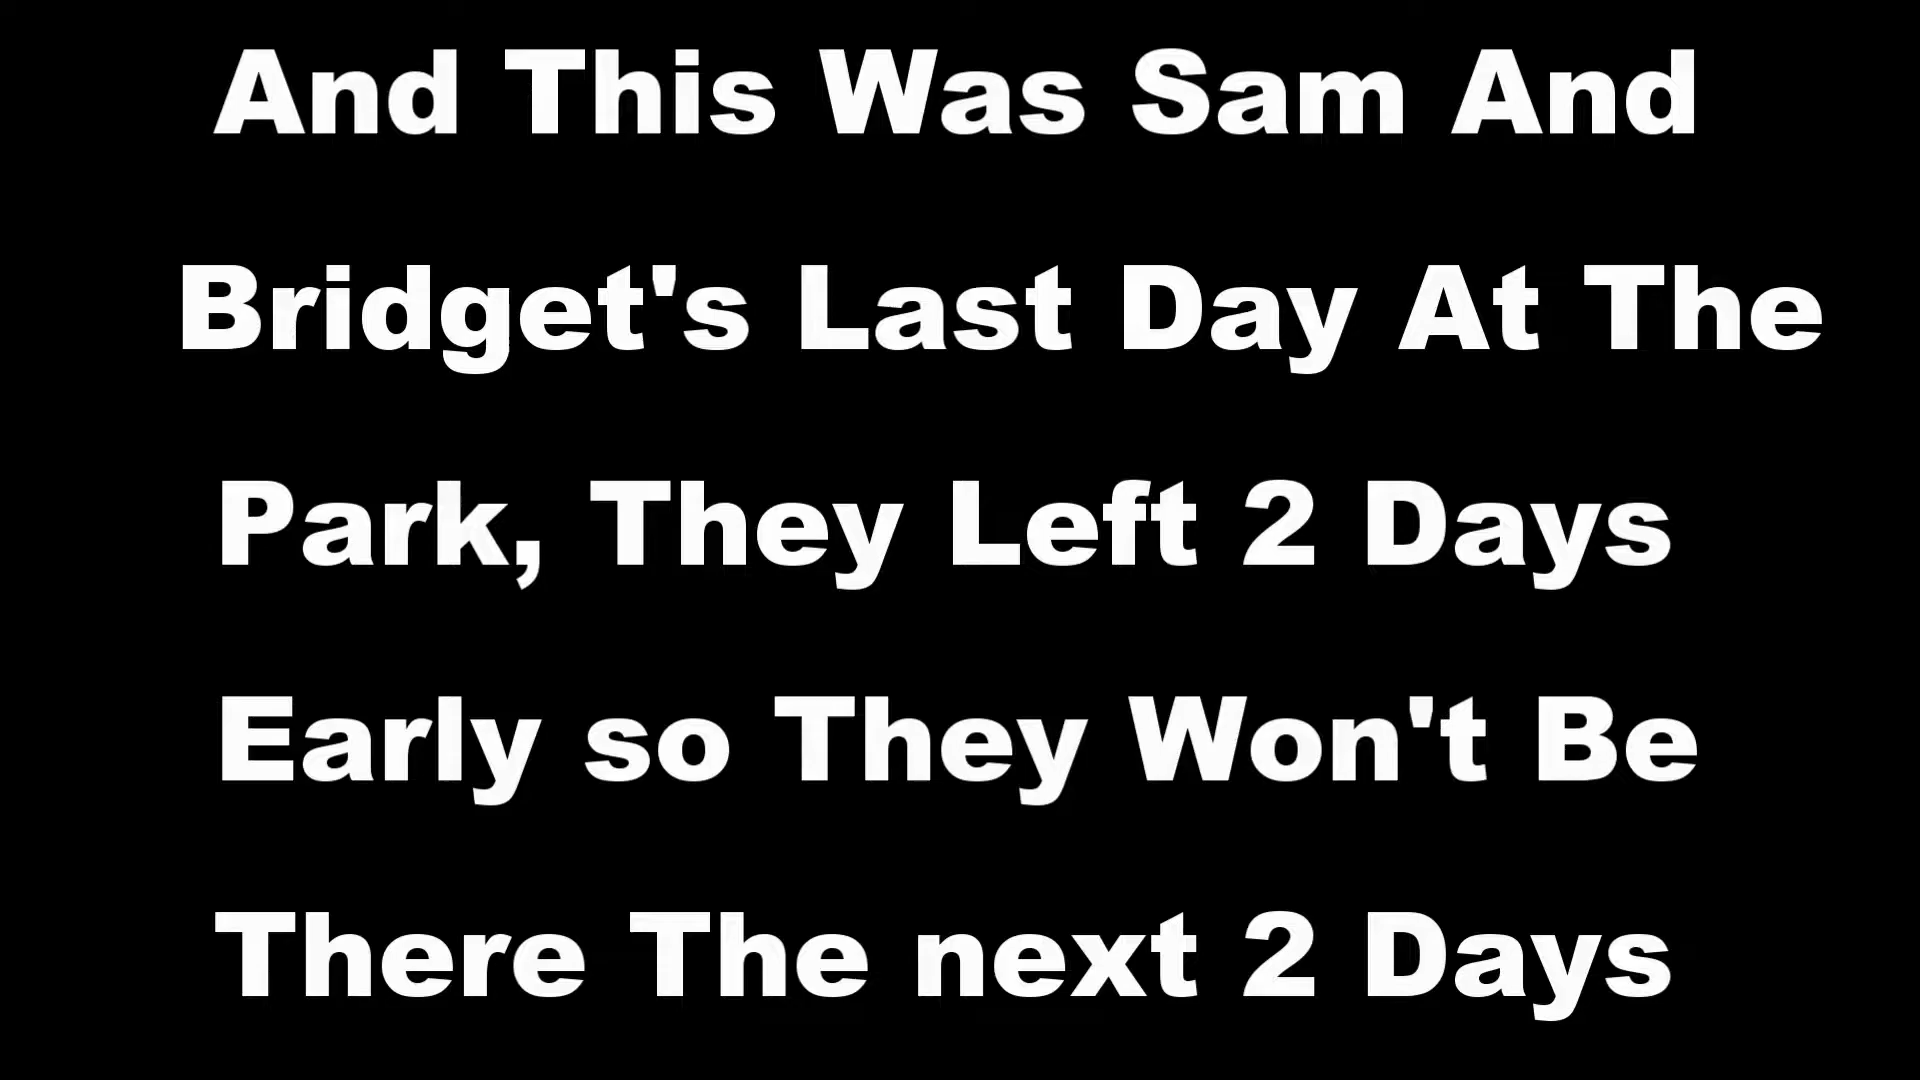 And This Was Sam And
Bridget's Last Day At The
Park, They Left 2 Days
Early so They Won't Be
There The next 2 Days